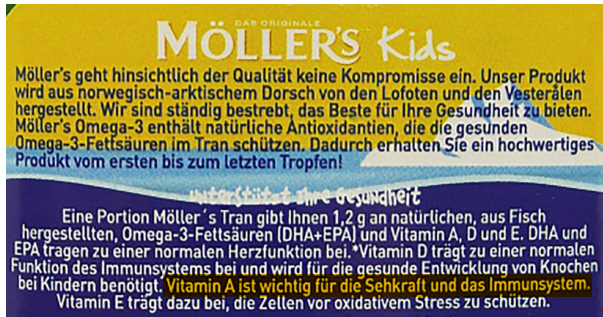 DAS ORIGINALE
MÖLLER'S Kids
Möller's geht hinsichtlich der Qualität keine Kompromisse ein. Unser Produkt
wird aus norwegisch-arktischem Dorsch von den Lofoten und den Vesterålen
hergestellt. Wir sind ständig bestrebt, das Beste für Ihre Gesundheit zu bieten.
Möller's Omega-3 enthält natürliche Antioxidantien, die die gesunden
Omega-3-Fettsäuren im Tran schützen. Dadurch erhalten Sie ein hochwertiges
Produkt vom ersten bis zum letzten Tropfen!
unterstützt Ihre Gesundheit
Eine Portion Möller´s Tran gibt Ihnen 1,2 g an natürlichen, aus Fisch
hergestellten, Omega-3-Fettsäuren (DHA+EPA) und Vitamin A, D und E. DHA und
EPA tragen zu einer normalen Herzfunktion bei.*Vitamin D trägt zu einer normalen
Funktion des Immunsystems bei und wird für die gesunde Entwicklung von Knochen
bei Kindern benötigt. Vitamin A ist wichtig für die Sehkraft und das Immunsystem.
Vitamin E trägt dazu bei, die Zellen vor oxidativem Stress zu schützen.